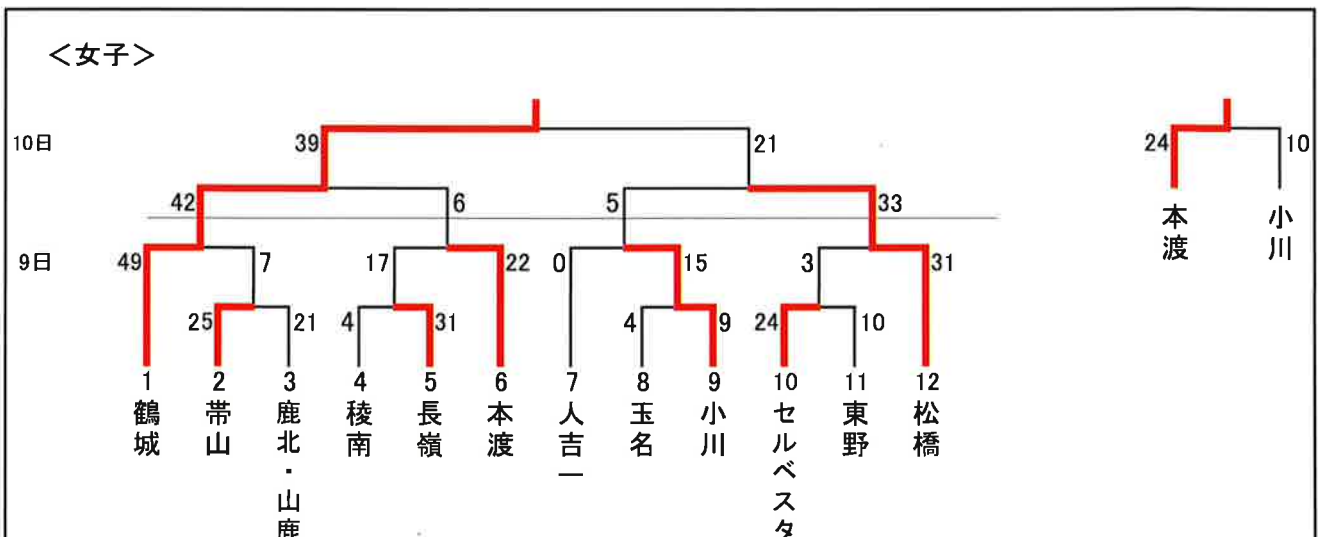 ＜女子＞
10日
39
21
24
10
42
6
5
33
本渡
小川
9日
49
7
17
22
0
15
3
31
25
21
4
31
4
9
24
10
1
2
3
4
5
6
7
8
9
10
11
12
鶴城
帯山
鹿北・山鹿
稜南
長嶺
本渡
人吉一
玉名
小川
セルベスタ
東野
松橋